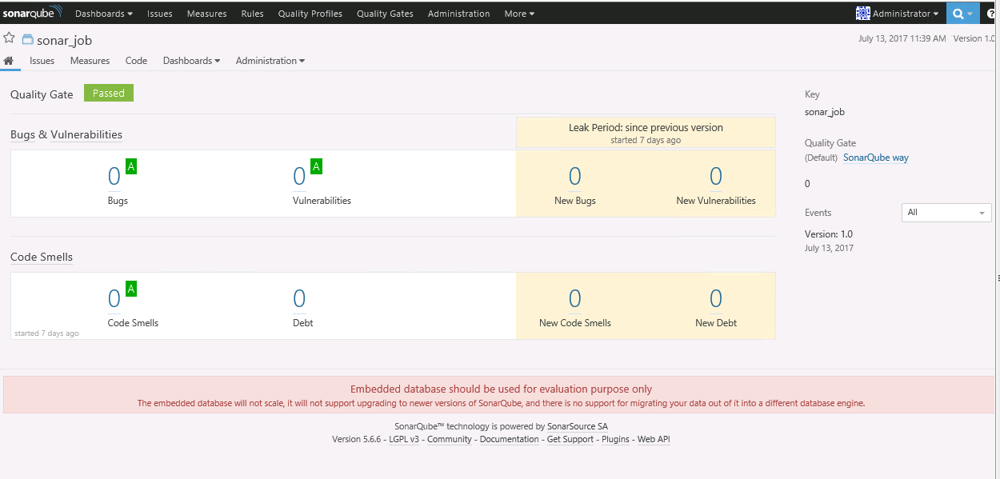 sonarqube Dashboards Issues Measures Rules Quality Profiles Quality Gates Administration More Administrator ?
sonar_job July 13, 2017 11:39 AM Version 1.0
Issues Measures Code Dashboards Administration
Quality Gate Passed
Bugs & Vulnerabilities
Leak Period: since previous version
started 7 days ago
0 A 0 A 0 0
Bugs Vulnerabilities New Bugs New Vulnerabilities
Code Smells
0 A 0 0 0
Code Smells Debt New Code Smells New Debt
started 7 days ago
Key
sonar_job
Quality Gate
(Default) SonarQube way
0
Events All
Version: 1.0
July 13, 2017
Embedded database should be used for evaluation purpose only
The embedded database will not scale, it will not support upgrading to newer versions of SonarQube, and there is no support for migrating your data out of it into a different database engine.
SonarQube™ technology is powered by SonarSource SA
Version 5.6.6 - LGPL v3 - Community - Documentation - Get Support - Plugins - Web API